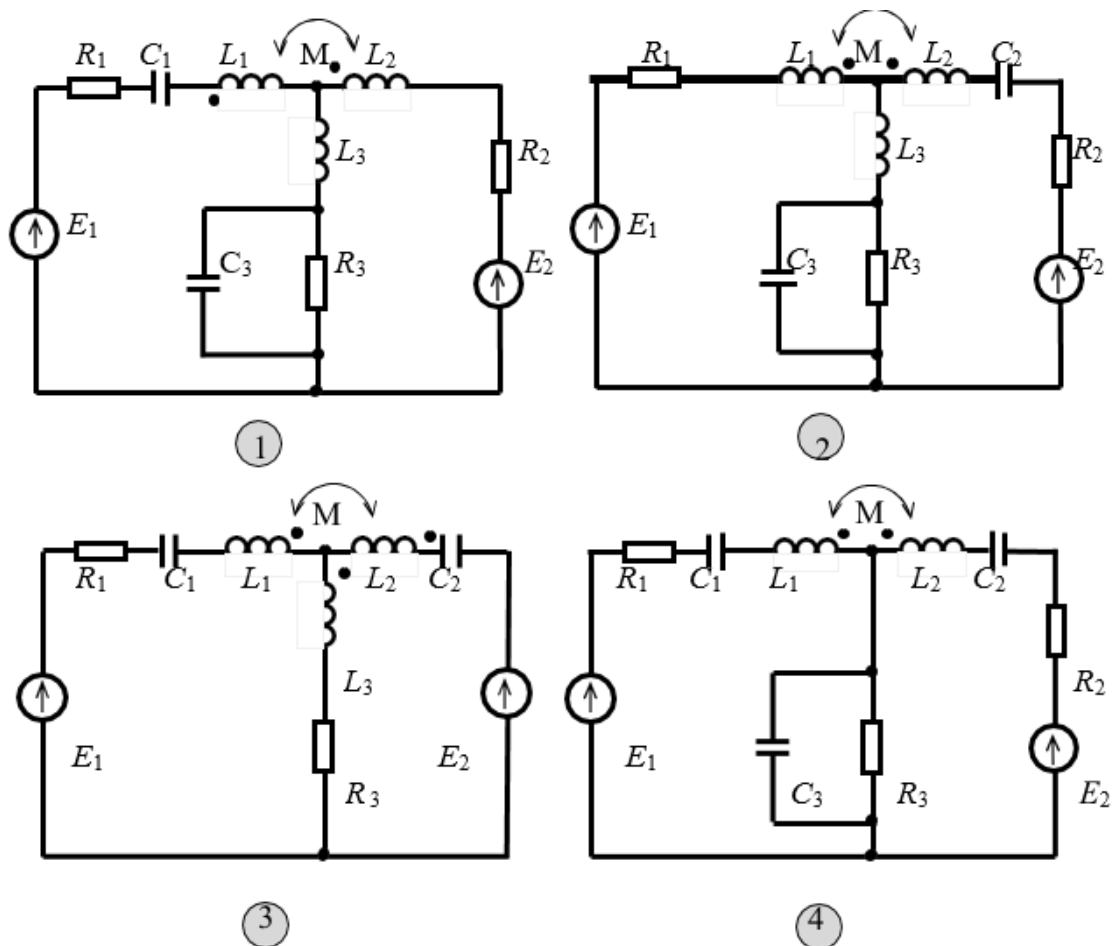 R1 C1 L1 M L2
L3 R2
E1 C3 R3 E2
1
R1 L1 M L2 C2
L3 R2
E1 C3 R3 E2
2
M
R1 C1 L1 L2 C2
L3
E1 E2
R3
3
M
R1 C1 L1 L2 C2
R2
E1 C3 R3 E2
4